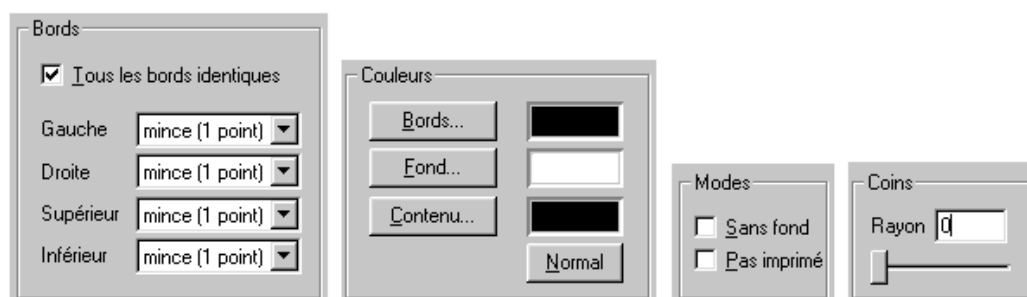 Bords
Tous les bords identiques
Gauche mince (1 point)
Droite mince (1 point)
Supérieur mince (1 point)
Inférieur mince (1 point)
Couleurs
Bords...
Fond...
Contenu...
Normal
Modes
Sans fond
Pas imprimé
Coins
Rayon 0